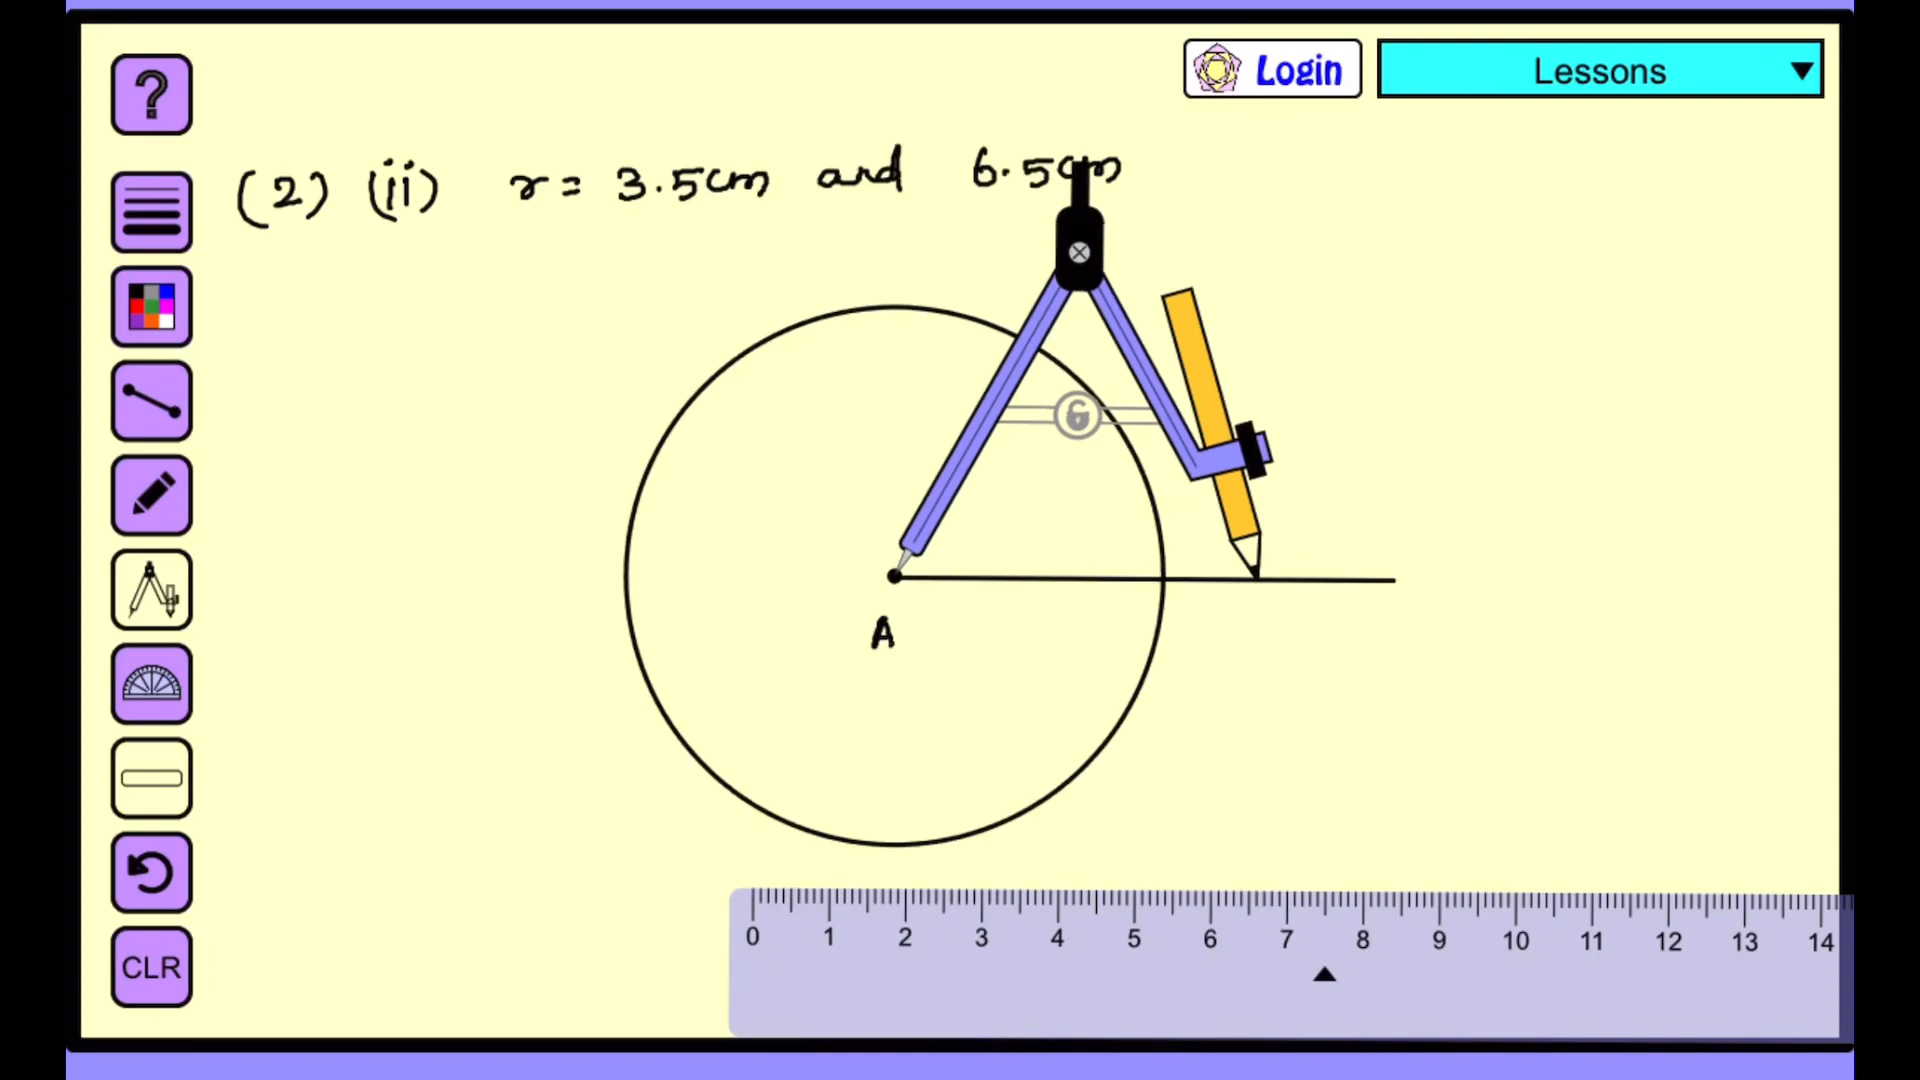 Login
Lessons
(2) (ii) r = 3.5cm and 6.5cm
A
0 1 2 3 4 5 6 7 8 9 10 11 12 13 14
CLR